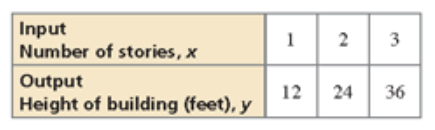 Input
Number of stories, x 1 2 3
Output
Height of building (feet), y 12 24 36